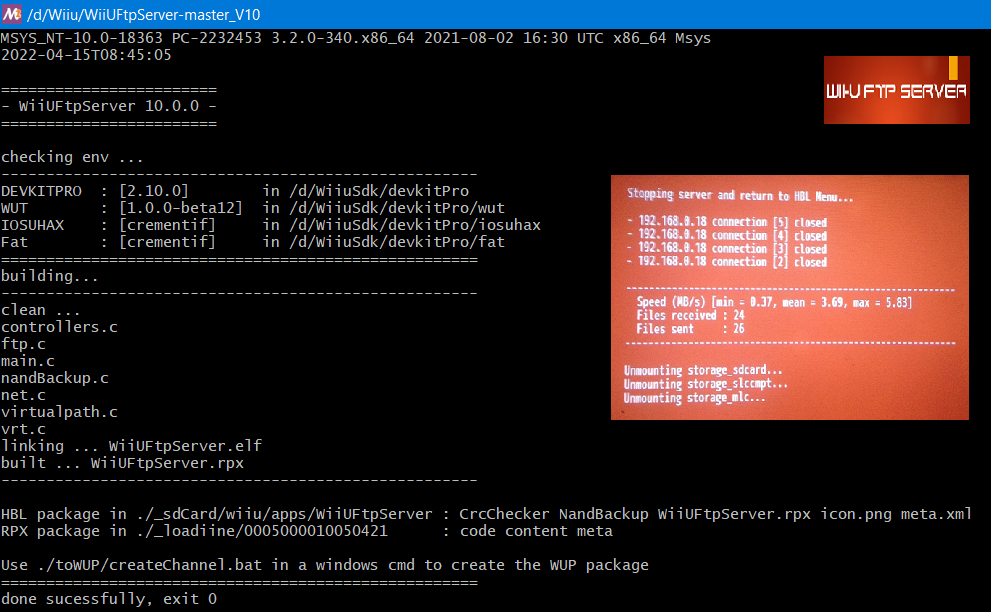 /d/Wiiu/WiiUFtpServer-master_V10
MSYS_NT-10.0-18363 PC-2232453 3.2.0-340.x86_64 2021-08-02 16:30 UTC x86_64 Msys
2022-04-15T08:45:05
========================
- WiiUFtpServer 10.0.0 -
========================
checking env ...
-----------------------------------------------------
DEVKITPRO  : [2.10.0]        in /d/WiiuSdk/devkitPro
WUT        : [1.0.0-beta12]  in /d/WiiuSdk/devkitPro/wut
IOSUHAX    : [crementif]     in /d/WiiuSdk/devkitPro/iosuhax
Fat        : [crementif]     in /d/WiiuSdk/devkitPro/fat
=====================================================
building...
-----------------------------------------------------
clean ...
controllers.c
ftp.c
main.c
nandBackup.c
net.c
virtualpath.c
vrt.c
linking ... WiiUFtpServer.elf
built ... WiiUFtpServer.rpx
-----------------------------------------------------
HBL package in ./_sdCard/wiiu/apps/WiiUFtpServer : CrcChecker NandBackup WiiUFtpServer.rpx icon.png meta.xml
RPX package in ./_loadiine/0005000010050421      : code content meta
Use ./toWUP/createChannel.bat in a windows cmd to create the WUP package
=====================================================
done sucessfully, exit 0
WII-U FTP SERVER
Stopping server and return to HBL Menu...
- 192.168.0.18 connection [5] closed
- 192.168.0.18 connection [4] closed
- 192.168.0.18 connection [3] closed
- 192.168.0.18 connection [2] closed
------------------------------------------------------------
Speed (MB/s) [min = 0.37, mean = 3.69, max = 5.83]
Files received : 24
Files sent     : 26
------------------------------------------------------------
Unmounting storage_sdcard...
Unmounting storage_slccmpt...
Unmounting storage_mlc...